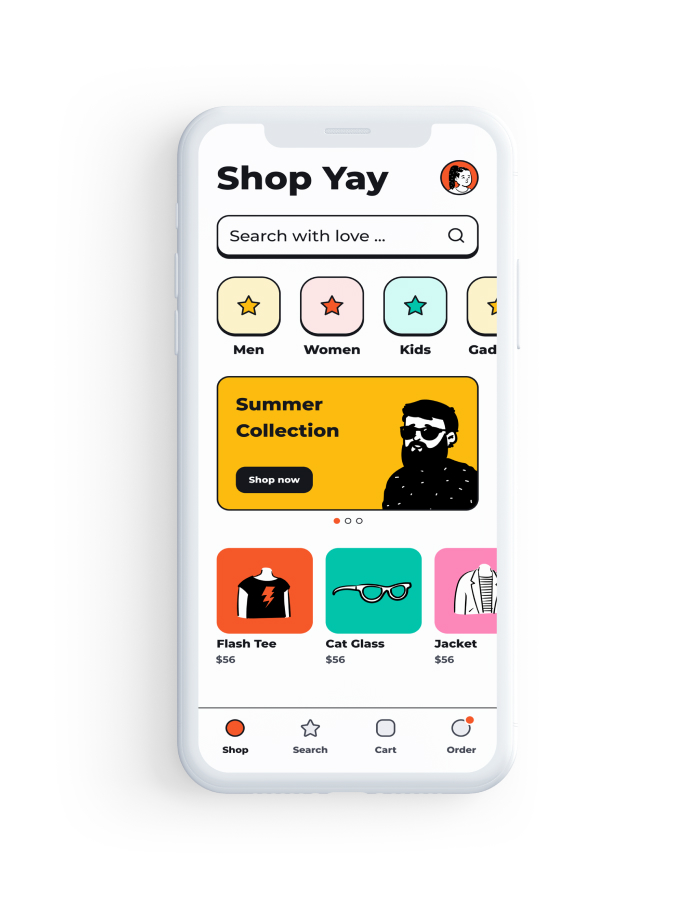 Shop Yay
Search with love ...
Men
Women
Kids
Gad
Summer
Collection
Shop now
Flash Tee
Cat Glass
Jacket
$56
$56
$56
Shop
Search
Cart
Order